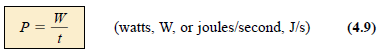 P = W/t (watts, W, or joules/second, J/s) (4.9)